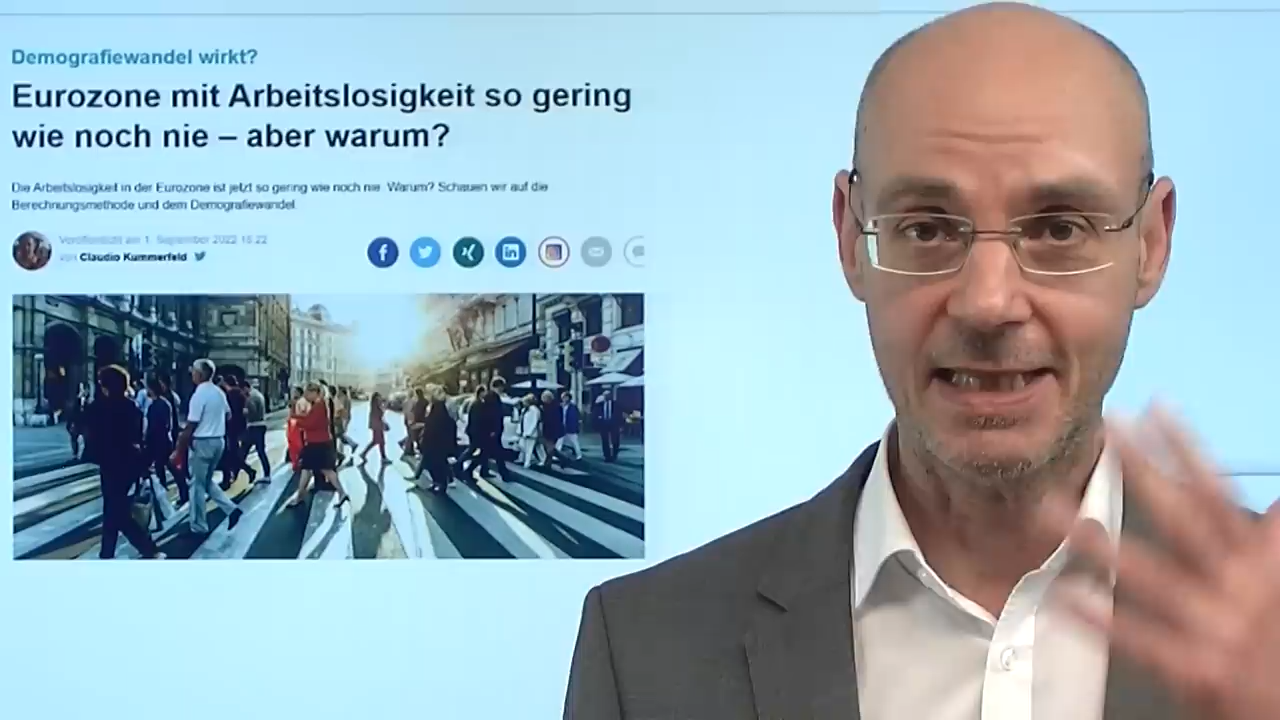 Demografiewandel wirkt?
Eurozone mit Arbeitslosigkeit so gering
wie noch nie – aber warum?
Die Arbeitslosigkeit in der Eurozone ist jetzt so gering wie noch nie. Warum? Schauen wir auf die
Berechnungsmethode und dem Demografiewandel
Veröffentlicht am 1. September 2022 16:22
von Claudio Kummerfeld
f
in